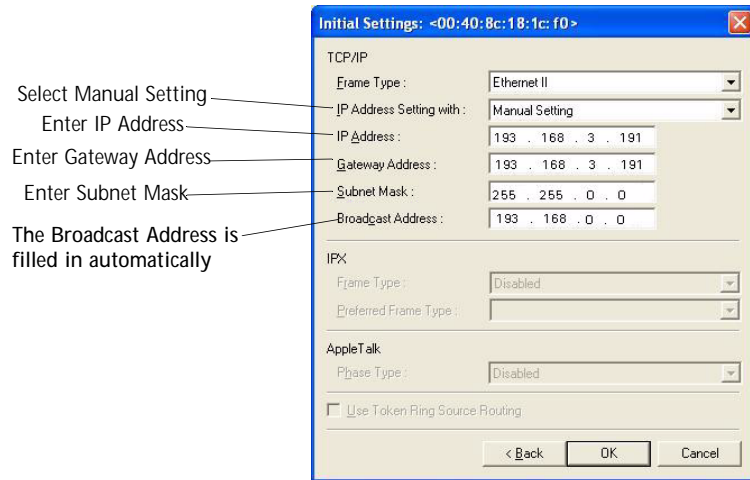 Initial Settings: <00:40:8c:18:1c:f0>
TCP/IP
Select Manual Setting
Frame Type : Ethernet II
Enter IP Address
IP Address Setting with : Manual Setting
Enter Gateway Address
IP Address : 193 . 168 . 3 . 191
Enter Subnet Mask
Gateway Address : 193 . 168 . 3 . 191
The Broadcast Address is
filled in automatically
Subnet Mask : 255 . 255 . 0 . 0
Broadcast Address : 193 . 168 . 0 . 0
IPX
Frame Type : Disabled
Preferred Frame Type :
AppleTalk
Phase Type : Disabled
Use Token Ring Source Routing
< Back
OK
Cancel